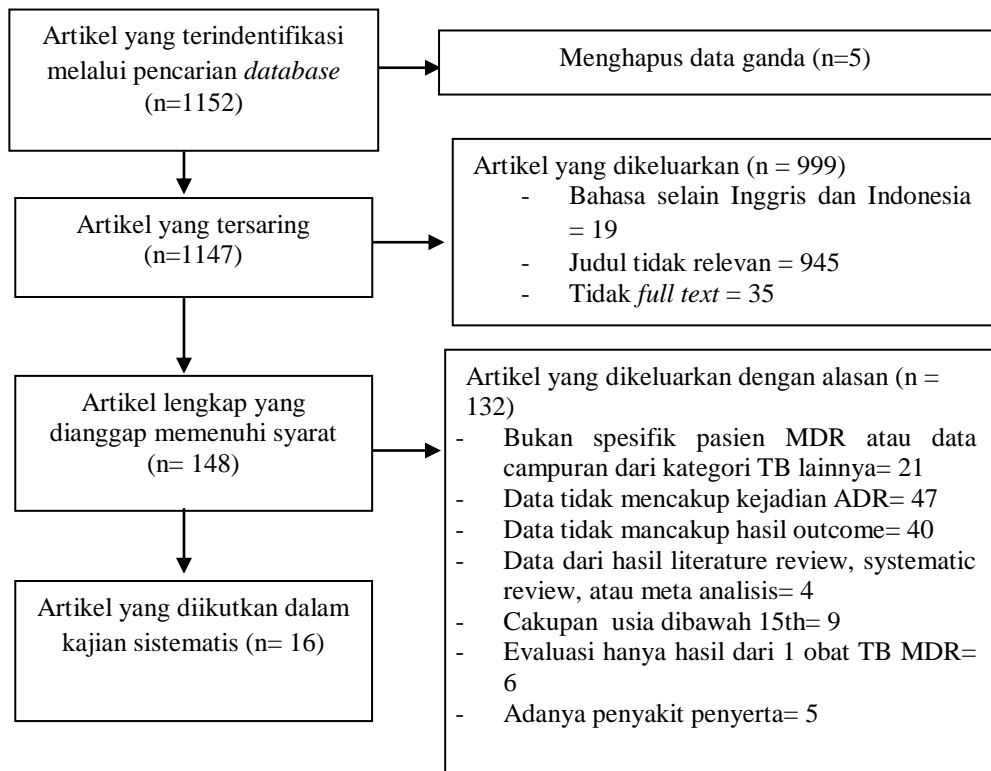 Artikel yang teridentifikasi
melalui pencarian database
(n=1152)
Menghapus data ganda (n=5)
Artikel yang tersaring
(n=1147)
Artikel yang dikeluarkan (n = 999)
- Bahasa selain Inggris dan Indonesia
= 19
- Judul tidak relevan = 945
- Tidak full text = 35
Artikel lengkap yang
dianggap memenuhi syarat
(n= 148)
Artikel yang dikeluarkan dengan alasan (n =
132)
- Bukan spesifik pasien MDR atau data
campuran dari kategori TB lainnya= 21
- Data tidak mencakup kejadian ADR= 47
- Data tidak mancakup hasil outcome= 40
- Data dari hasil literature review, systematic
review, atau meta analisis= 4
- Cakupan usia dibawah 15th= 9
- Evaluasi hanya hasil dari 1 obat TB MDR=
6
- Adanya penyakit penyerta= 5
Artikel yang diikutkan dalam
kajian sistematis (n= 16)